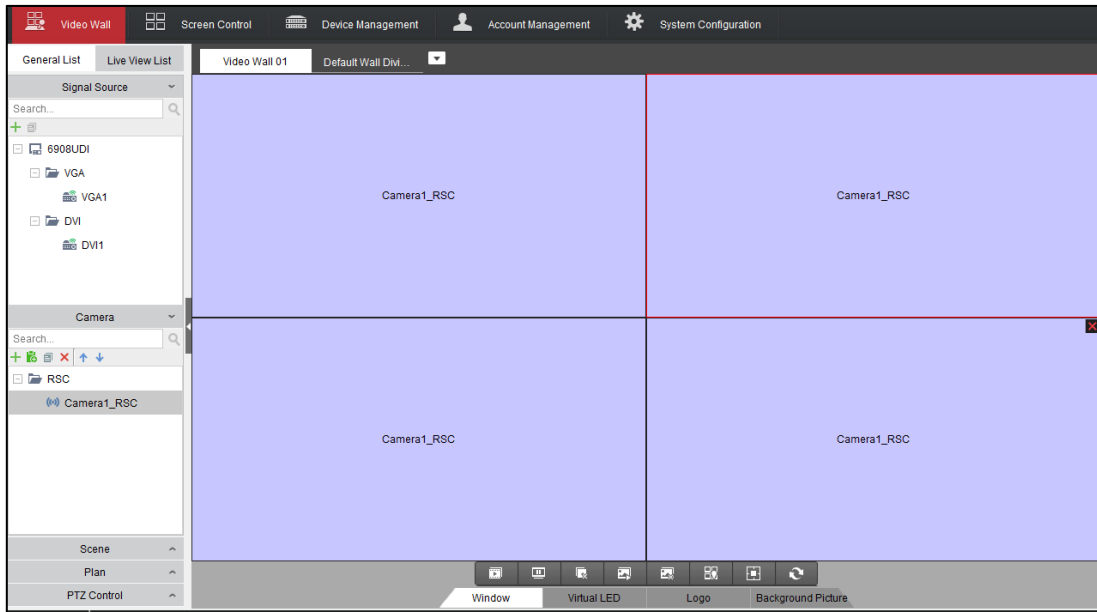 Video Wall Screen Control Device Management Account Management System Configuration
General List Live View List Video Wall 01 Default Wall Divi...
Signal Source
Search...
6908UDI
VGA
VGA1
DVI
DVI1
Camera1_RSC Camera1_RSC
Camera
Search...
RSC
Camera1_RSC
Camera1_RSC Camera1_RSC
Scene
Plan
PTZ Control
Window Virtual LED Logo Background Picture